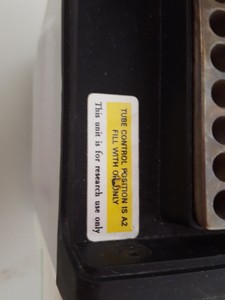 TUBE CONTROL POSITION IS A2
FILL WITH OIL ONLY
This unit is for research use only